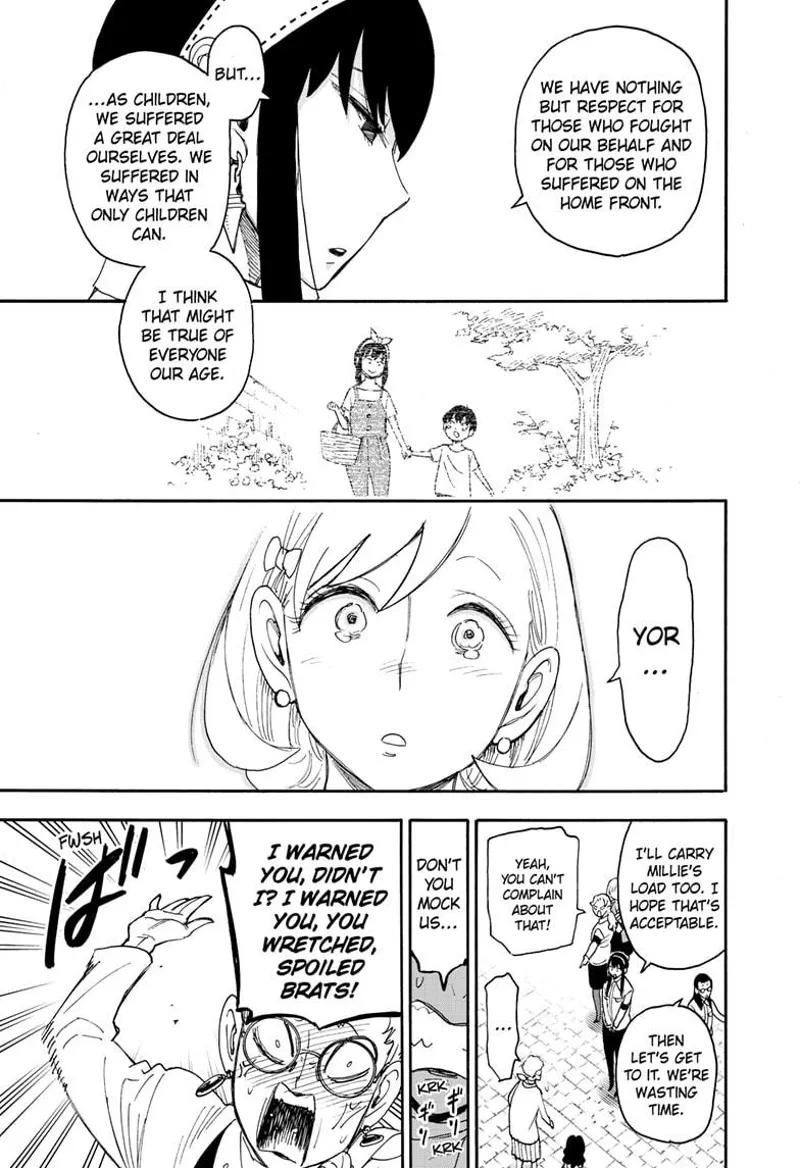 WE HAVE NOTHING
BUT RESPECT FOR
THOSE WHO FOUGHT
ON OUR BEHALF AND
FOR THOSE WHO
SUFFERED ON THE
HOME FRONT.
BUT...
...AS CHILDREN,
WE SUFFERED
A GREAT DEAL
OURSELVES. WE
SUFFERED IN
WAYS THAT
ONLY CHILDREN
CAN.
I THINK
THAT MIGHT
BE TRUE OF
EVERYONE
OUR AGE.
YOR
...
I'LL CARRY
MILLIE'S
LOAD TOO. I
HOPE THAT'S
ACCEPTABLE.
YEAH,
YOU CAN'T
COMPLAIN
ABOUT
THAT!
THEN
LET'S GET
TO IT. WE'RE
WASTING
TIME.
...
DON'T
YOU
MOCK
US...
KRK
ギリ
KRK
I WARNED
YOU, DIDN'T
I? I WARNED
YOU, YOU
WRETCHED,
SPOILED
BRATS!
FWSH
ばっ